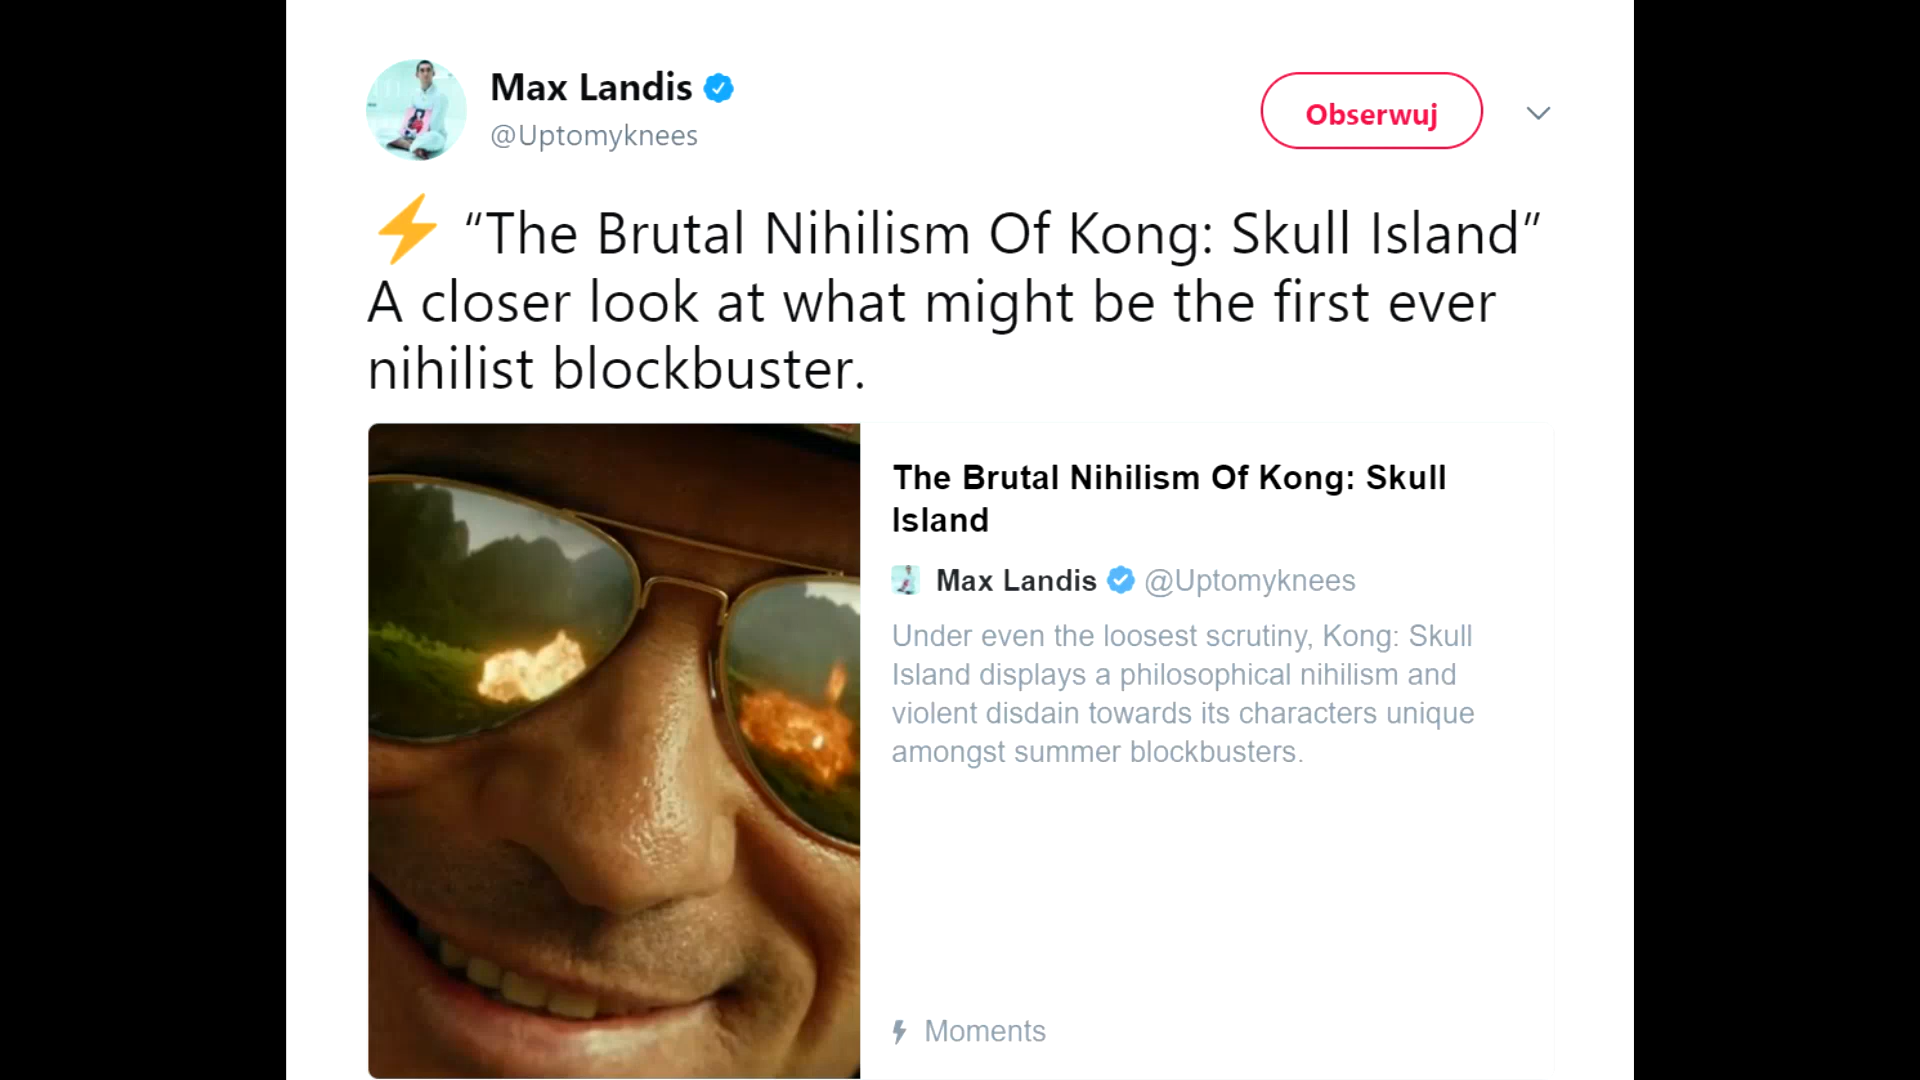 Max Landis
@Uptomyknees
Obserwuj
⚡ “The Brutal Nihilism Of Kong: Skull Island”
A closer look at what might be the first ever
nihilist blockbuster.
The Brutal Nihilism Of Kong: Skull
Island
Max Landis @Uptomyknees
Under even the loosest scrutiny, Kong: Skull
Island displays a philosophical nihilism and
violent disdain towards its characters unique
amongst summer blockbusters.
Moments